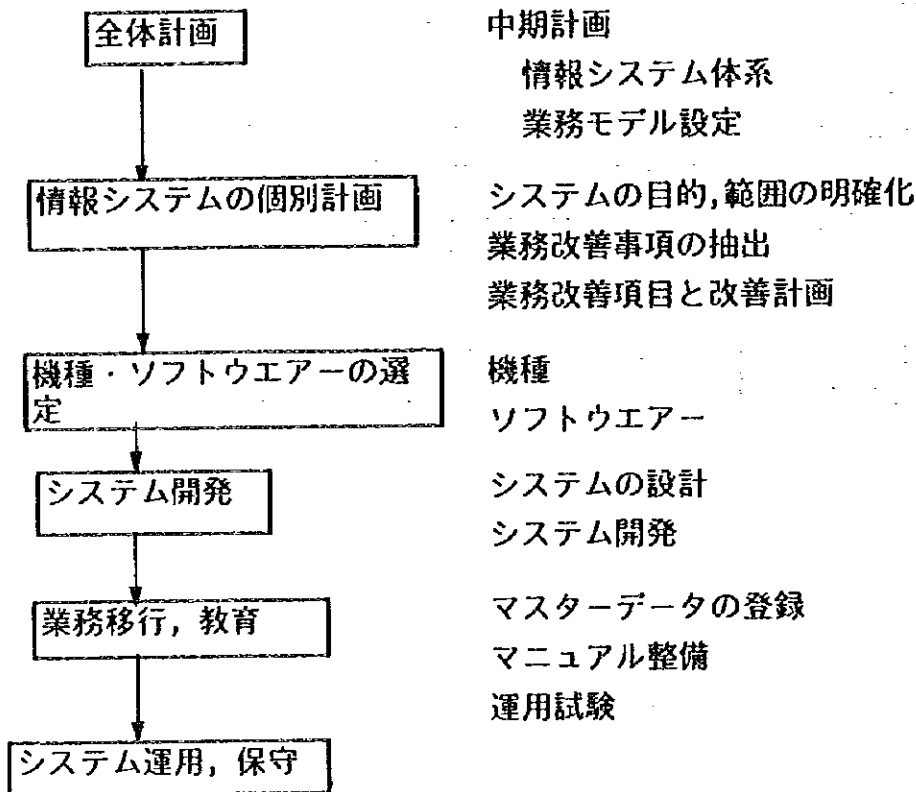 全体計画
中期計画
情報システム体系
業務モデル設定
情報システムの個別計画
システムの目的,範囲の明確化
業務改善事項の抽出
業務改善項目と改善計画
機種・ソフトウエアーの選
定
機種
ソフトウエアー
システム開発
システムの設計
システム開発
業務移行, 教育
マスターデータの登録
マニュアル整備
運用試験
システム運用, 保守